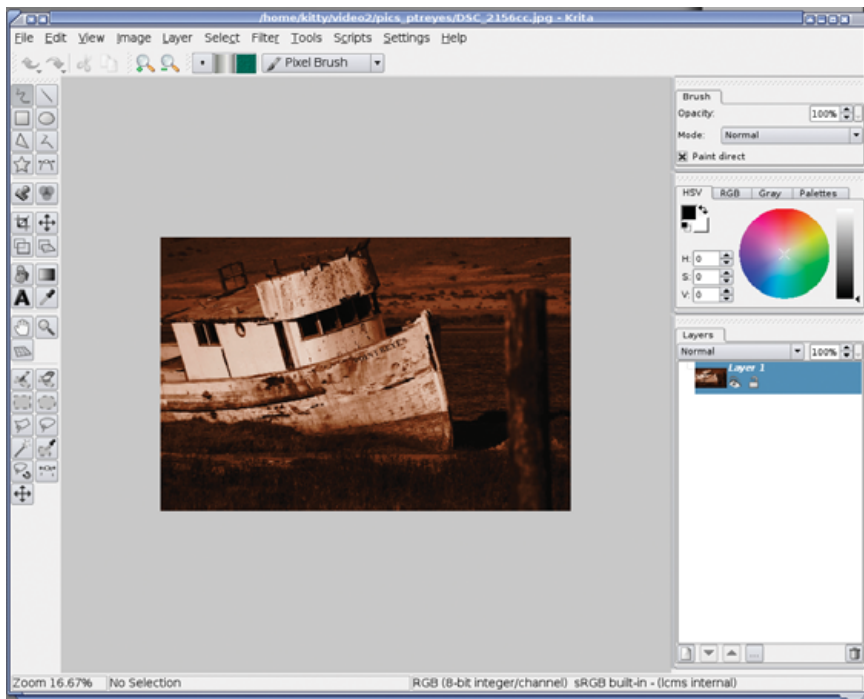 /home/kitty/video2/pics_ptreyes/DSC_2156cc.jpg - Krita
File Edit View Image Layer Select Filter Tools Scripts Settings Help
Pixel Brush
Brush
Opacity: 100%
Mode: Normal
Paint direct
HSV RGB Gray Palettes
H: 0
S: 0
V: 0
Layers
Normal 100%
Layer 1
A
POINT REYES
Zoom 16.67% No Selection RGB (8-bit integer/channel) sRGB built-in - (lcms internal)